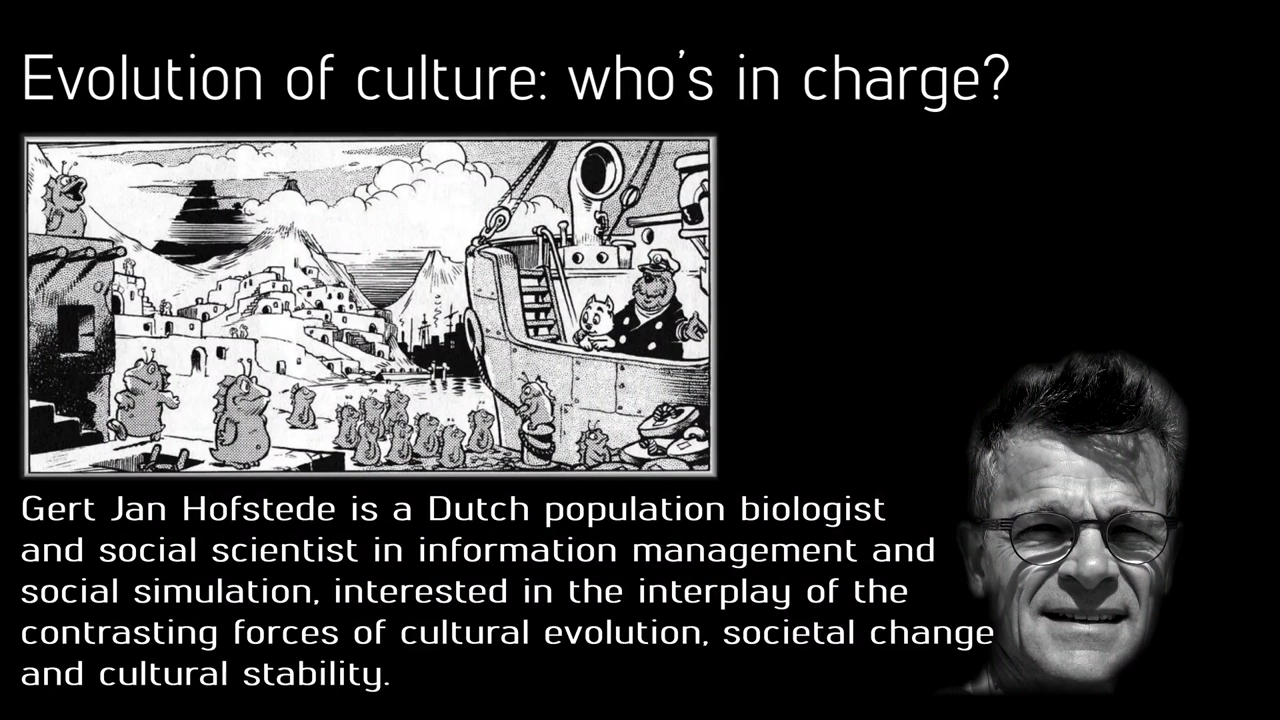 Evolution of culture: who's in charge?
Gert Jan Hofstede is a Dutch population biologist
and social scientist in information management and
social simulation, interested in the interplay of the
contrasting forces of cultural evolution, societal change
and cultural stability.